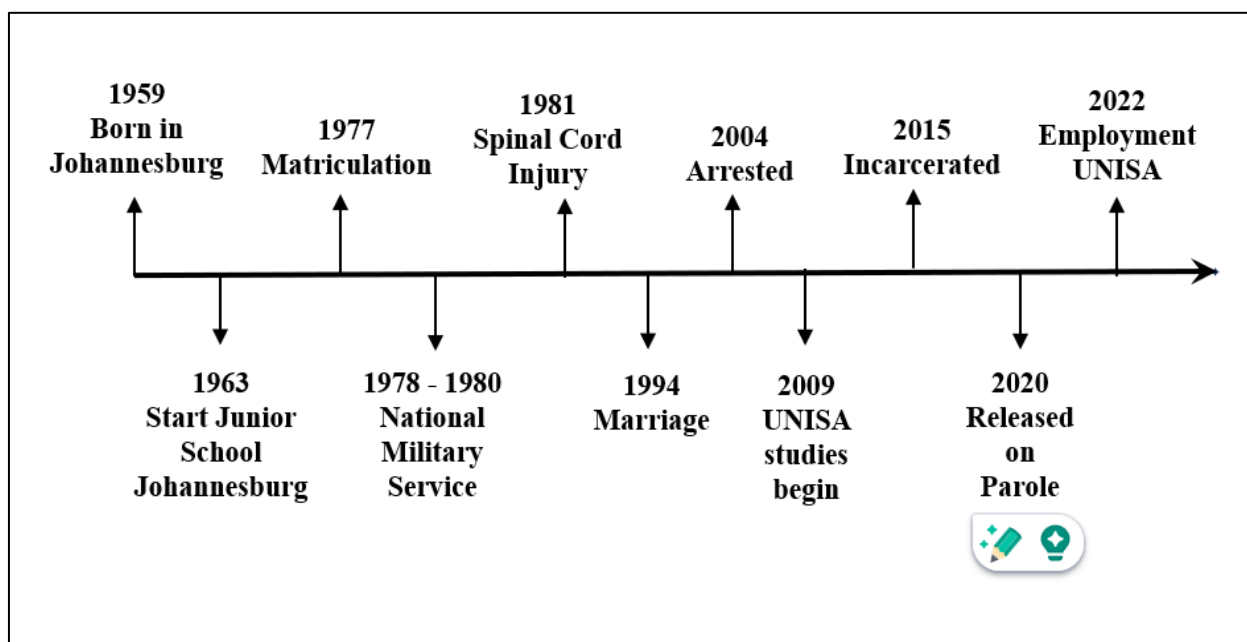 1959
Born in
Johannesburg
1977
Matriculation
1981
Spinal Cord
Injury
2004
Arrested
2015
Incarcerated
2022
Employment
UNISA
1963
Start Junior
School
Johannesburg
1978 - 1980
National
Military
Service
1994
Marriage
2009
UNISA
studies
begin
2020
Released
on
Parole